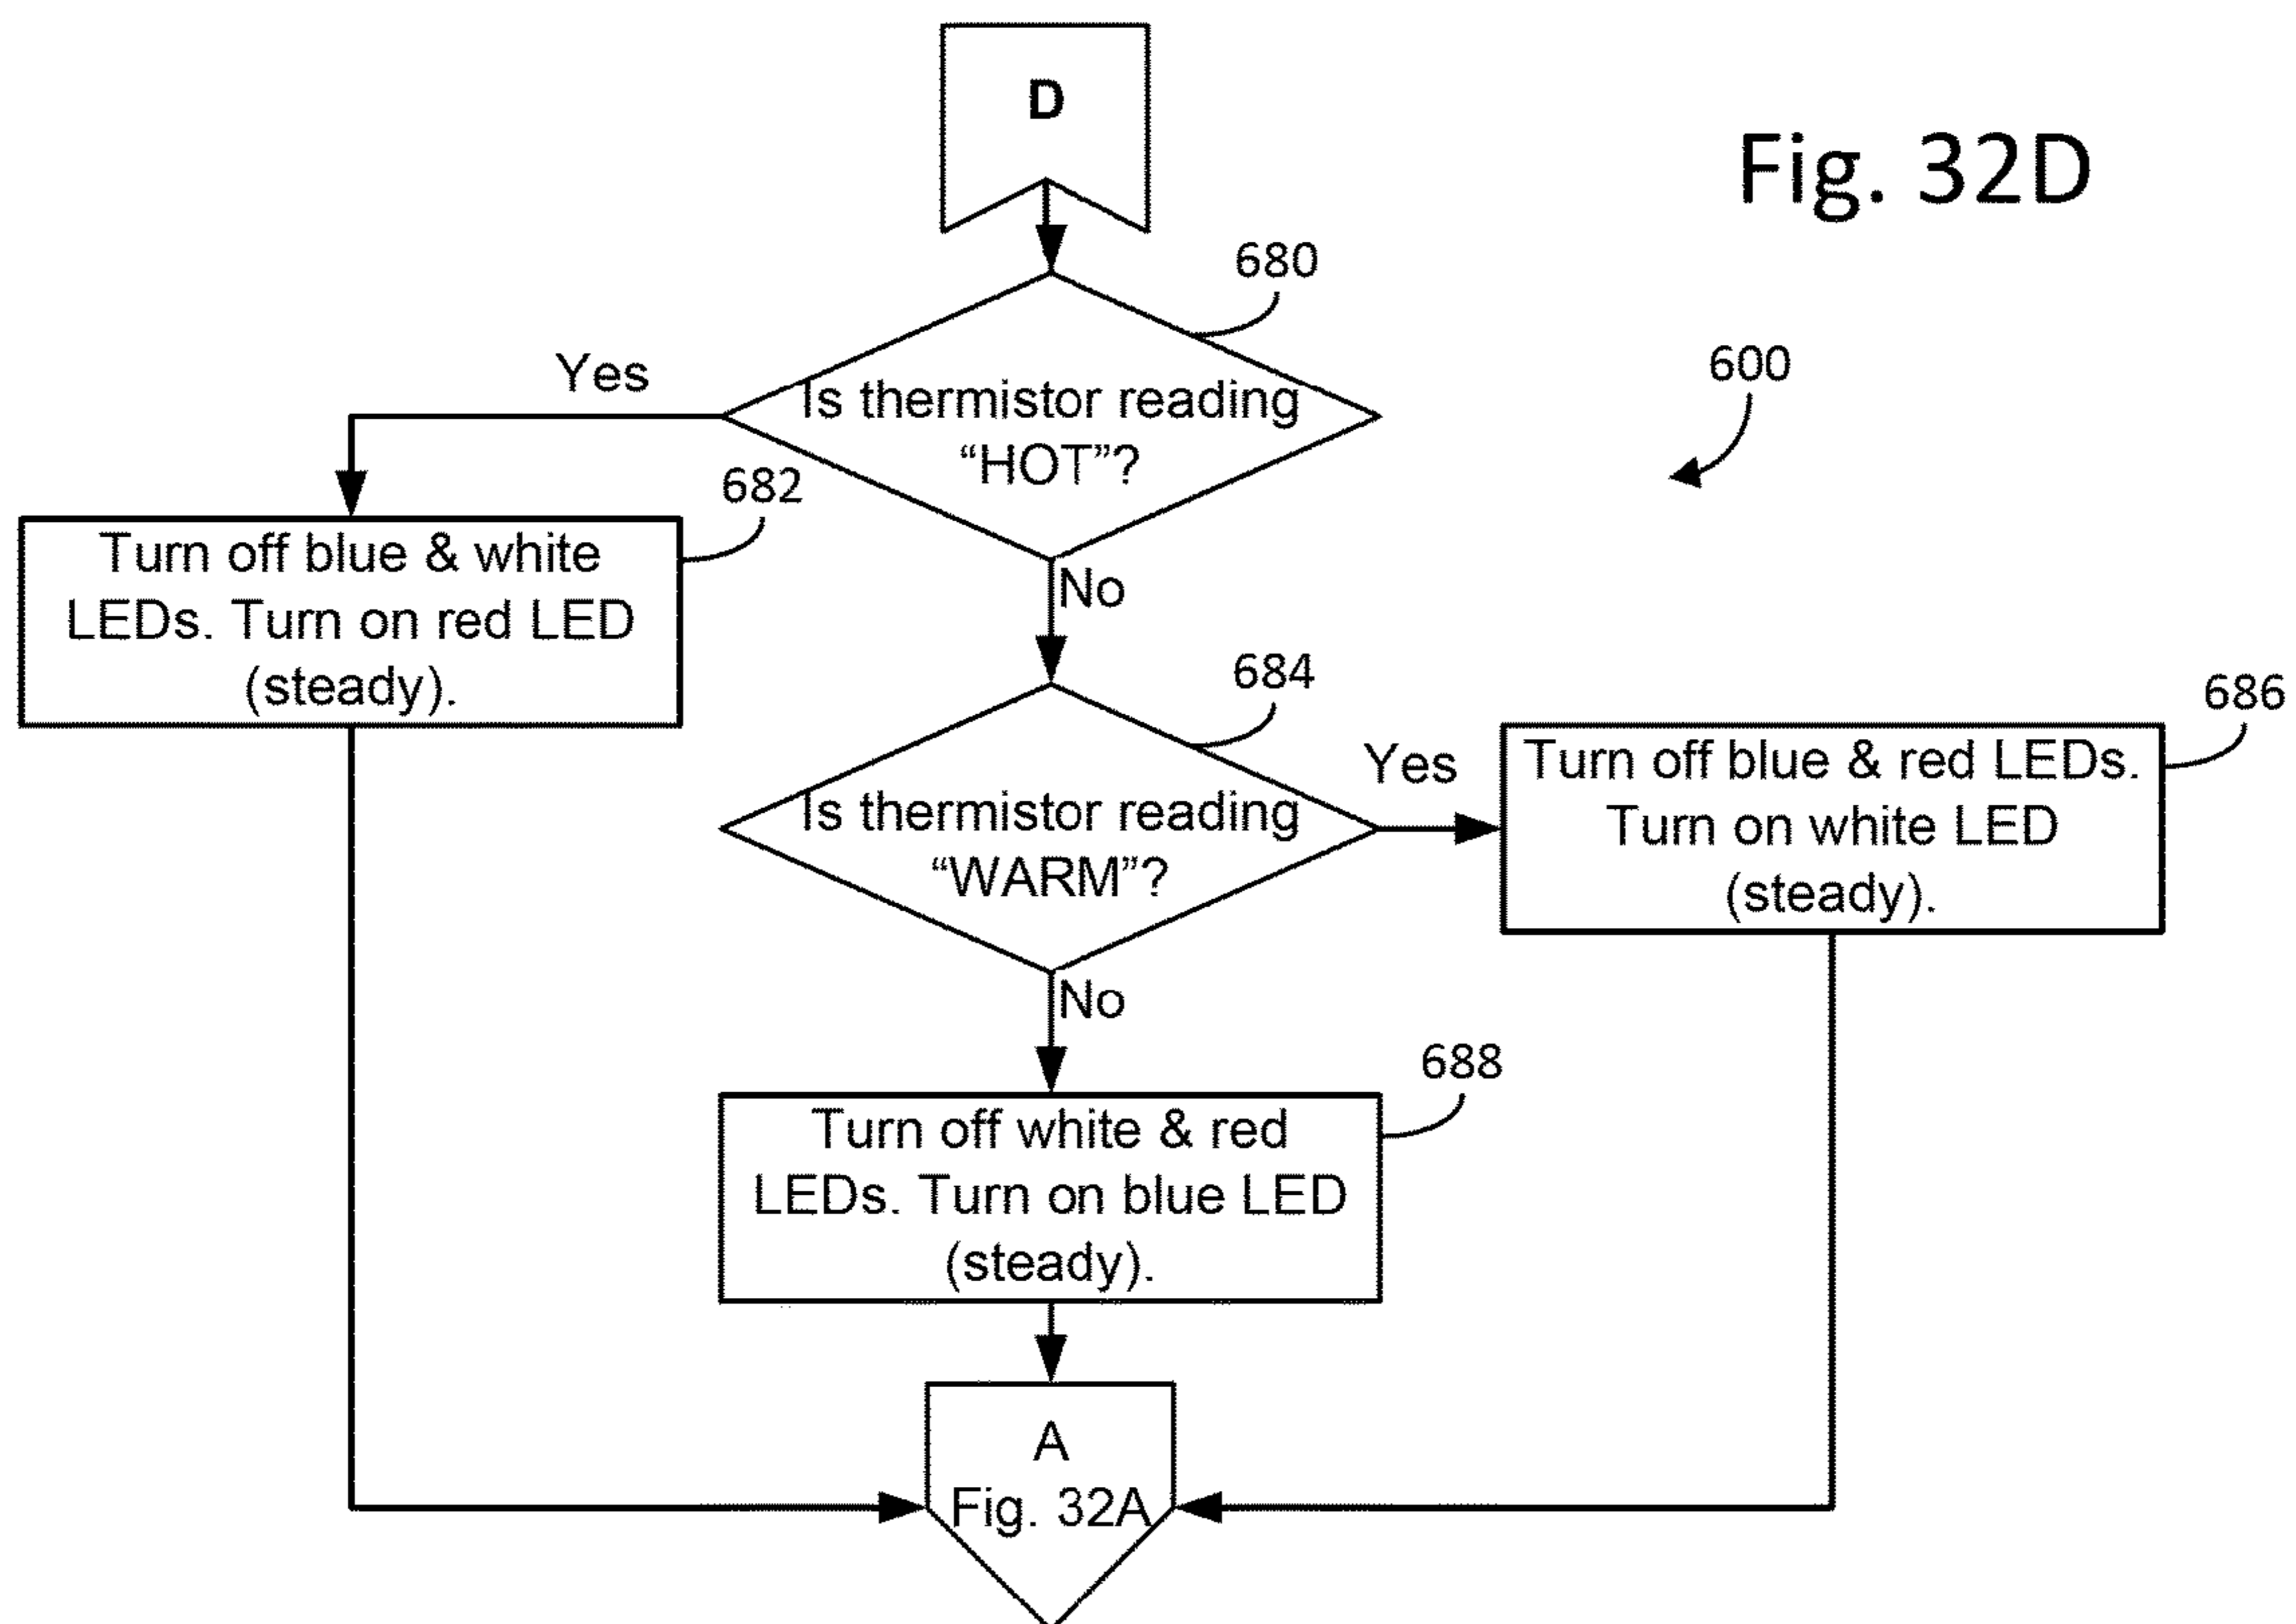 D
Fig. 32D
680
600
Yes
Is thermistor reading
“HOT”?
682
Turn off blue & white
LEDs. Turn on red LED
(steady).
No
684
686
Yes
Turn off blue & red LEDs.
Turn on white LED
(steady).
Is thermistor reading
“WARM”?
No
688
Turn off white & red
LEDs. Turn on blue LED
(steady).
A
Fig. 32A